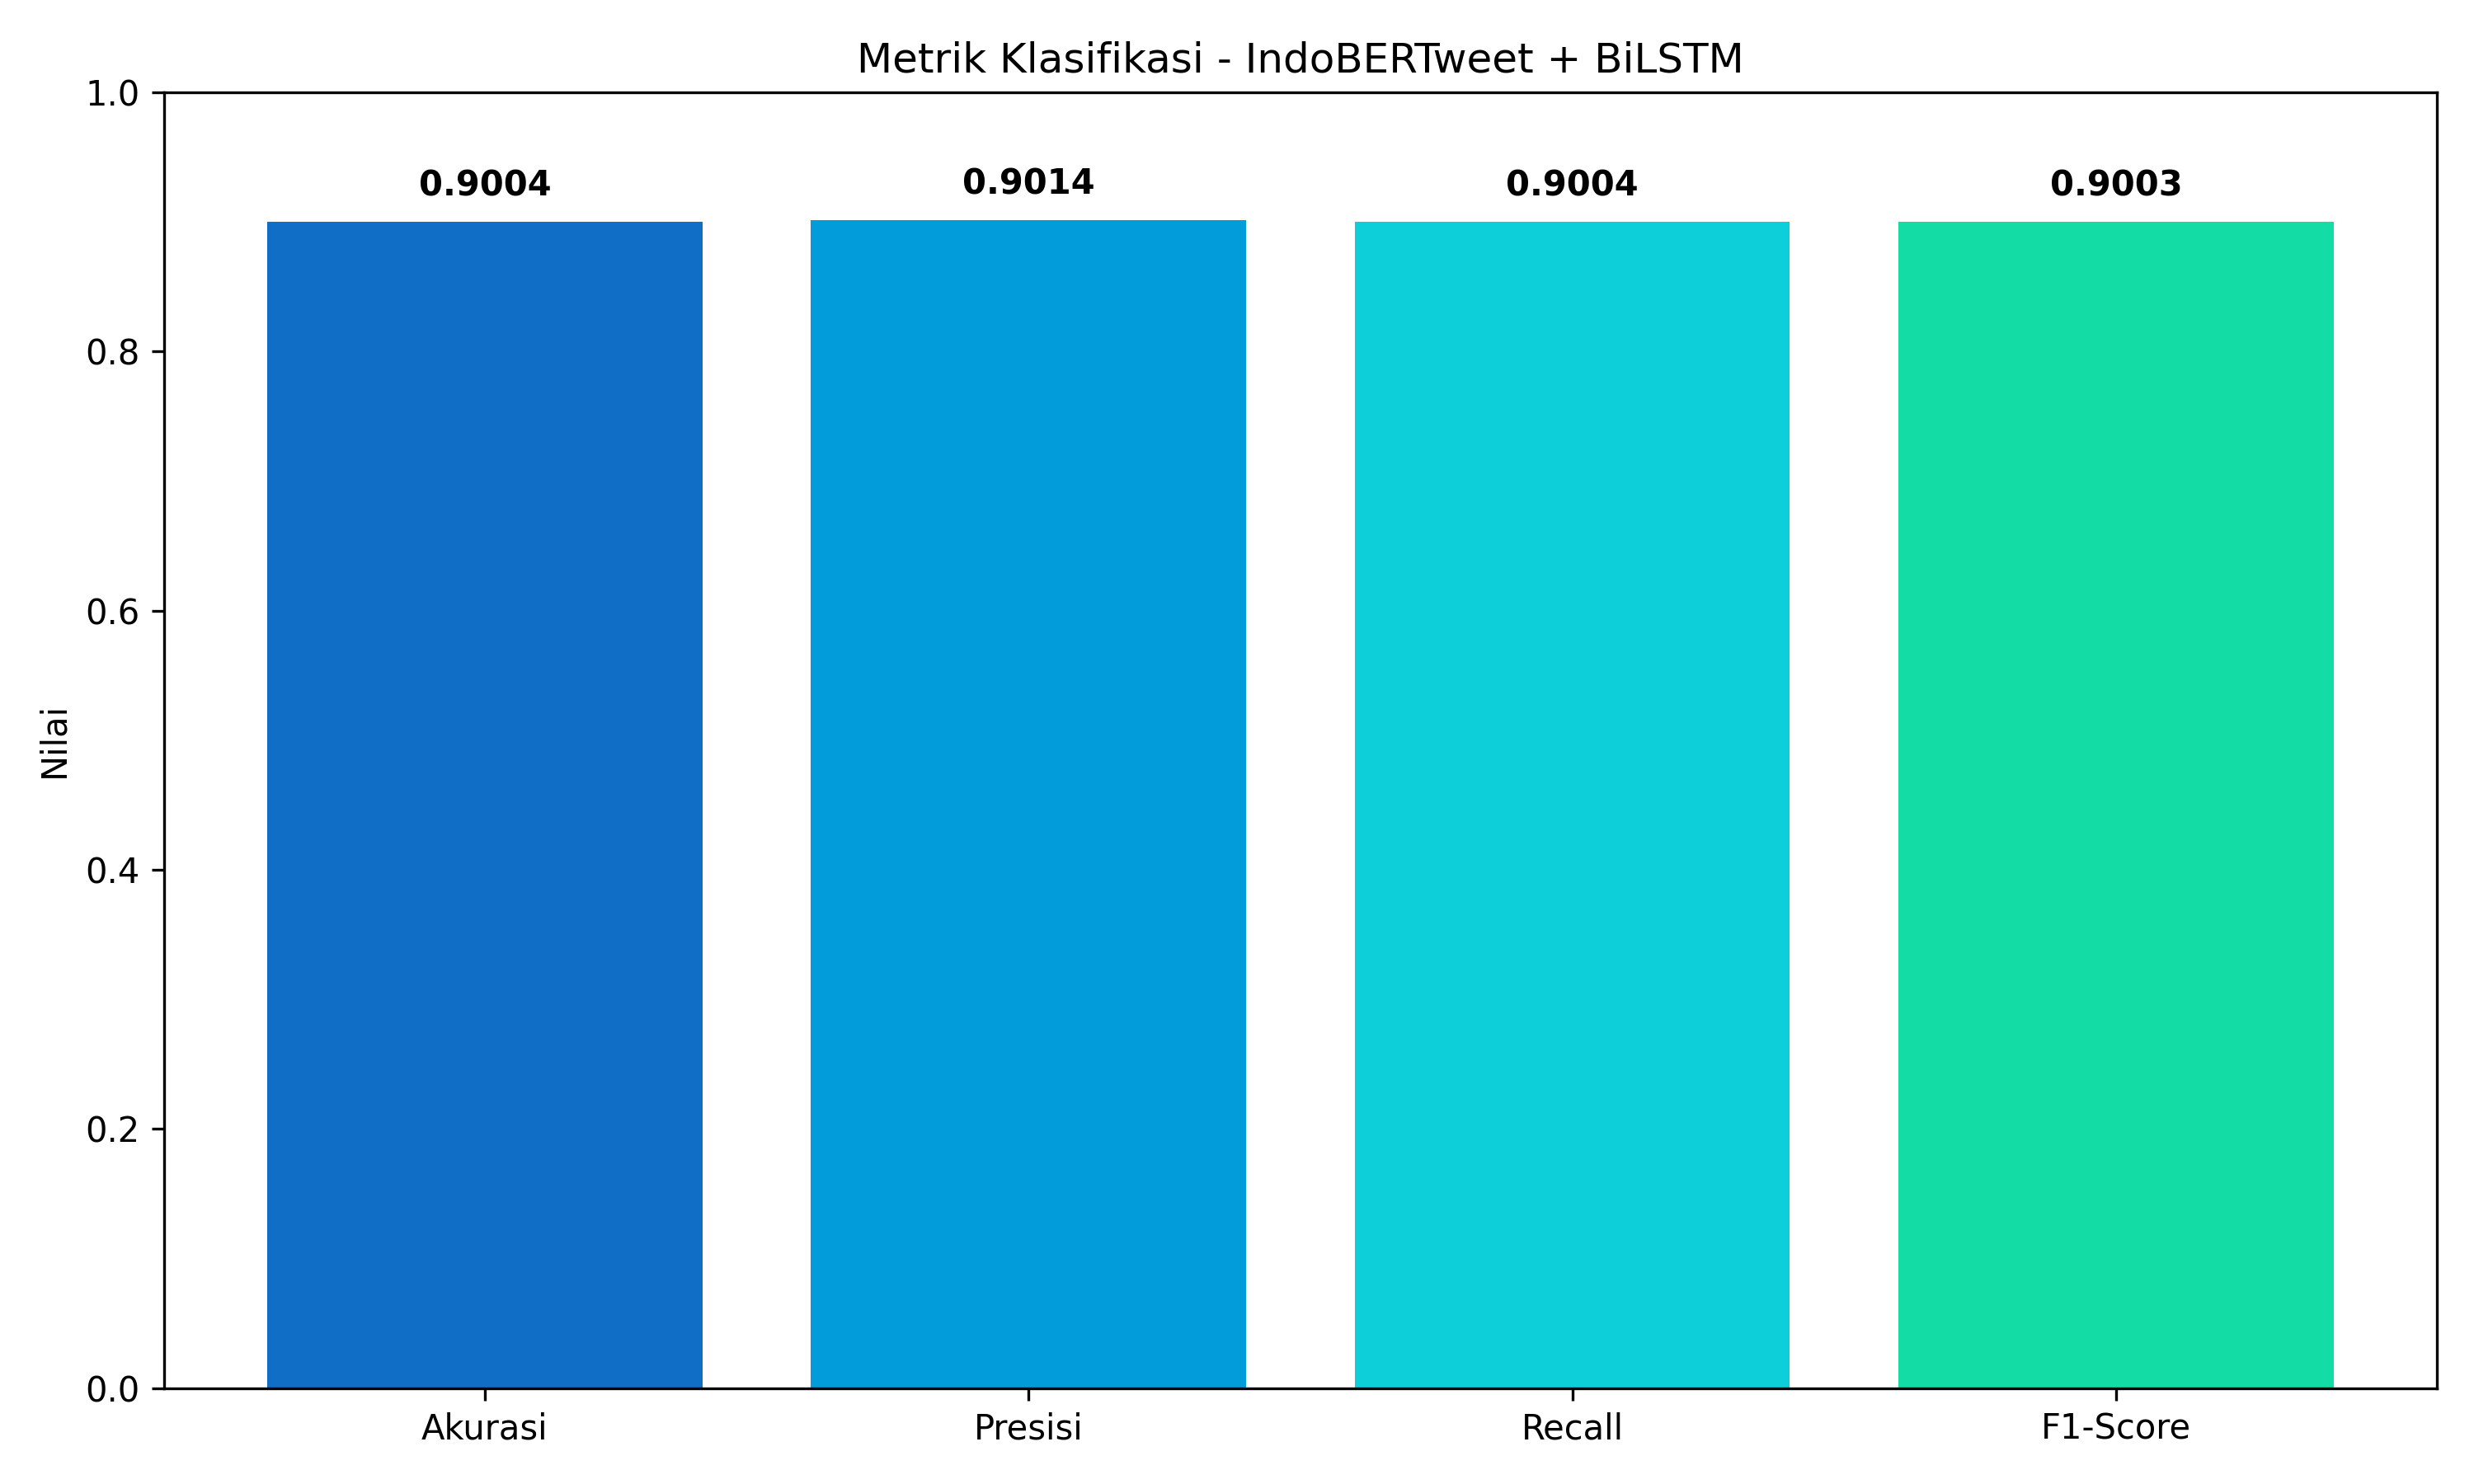 Metrik Klasifikasi - IndoBERTweet + BiLSTM
1.0
0.8
0.6
0.4
0.2
0.0
Nilai
0.9004
0.9014
0.9004
0.9003
Akurasi
Presisi
Recall
F1-Score